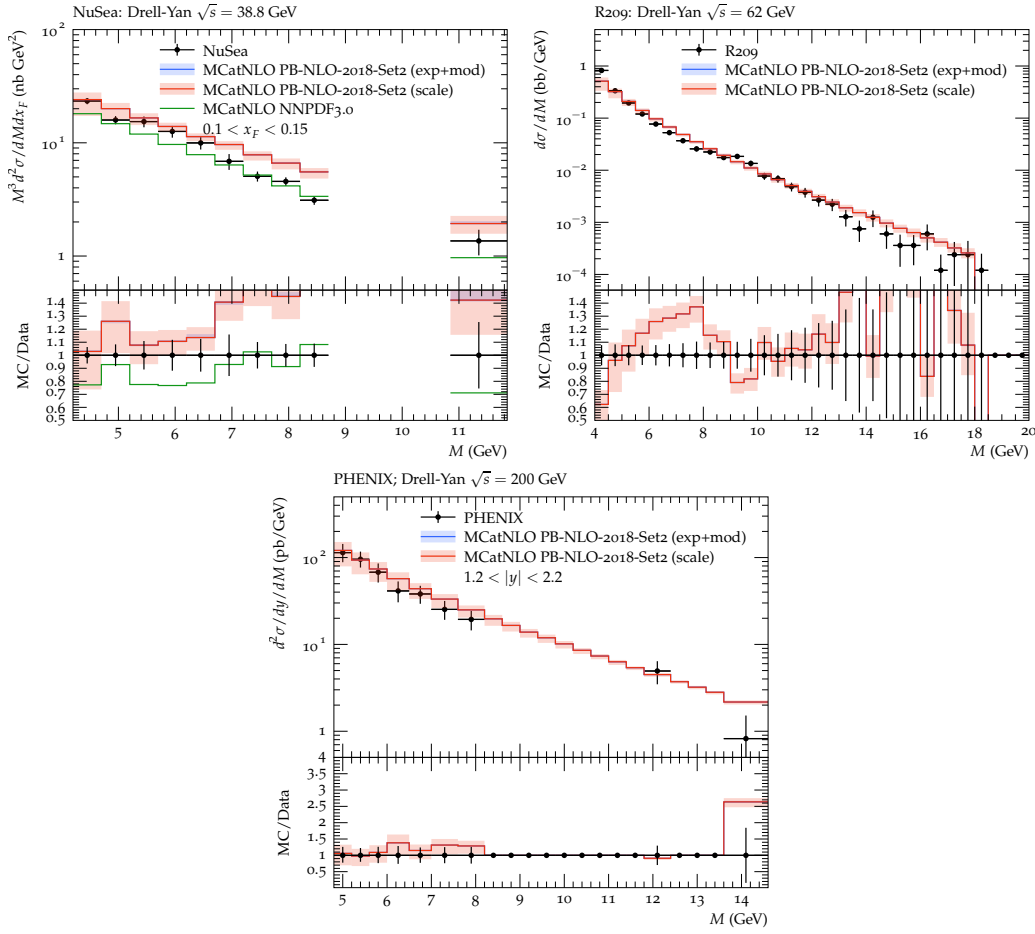 NuSea: Drell-Yan √s = 38.8 GeV
M³ d²σ/dMdx_F (nb GeV²)
10²
10¹
1
NuSea
MCatNLO PB-NLO-2018-Set2 (exp+mod)
MCatNLO PB-NLO-2018-Set2 (scale)
MCatNLO NNPDF3.0
0.1 < x_F < 0.15
MC/Data
1.4
1.3
1.2
1.1
1
0.9
0.8
0.7
0.6
0.5
5 6 7 8 9 10 11
M (GeV)
R209: Drell-Yan √s = 62 GeV
dσ/dM (bb/GeV)
1
10⁻¹
10⁻²
10⁻³
10⁻⁴
R209
MCatNLO PB-NLO-2018-Set2 (exp+mod)
MCatNLO PB-NLO-2018-Set2 (scale)
MC/Data
1.4
1.3
1.2
1.1
1
0.9
0.8
0.7
0.6
0.5
4 6 8 10 12 14 16 18 20
M (GeV)
PHENIX; Drell-Yan √s = 200 GeV
d²σ/dy/dM (pb/GeV)
10²
10¹
1
PHENIX
MCatNLO PB-NLO-2018-Set2 (exp+mod)
MCatNLO PB-NLO-2018-Set2 (scale)
1.2 < |y| < 2.2
MC/Data
4
3.5
3
2.5
2
1.5
1
0.5
0
5 6 7 8 9 10 11 12 13 14
M (GeV)